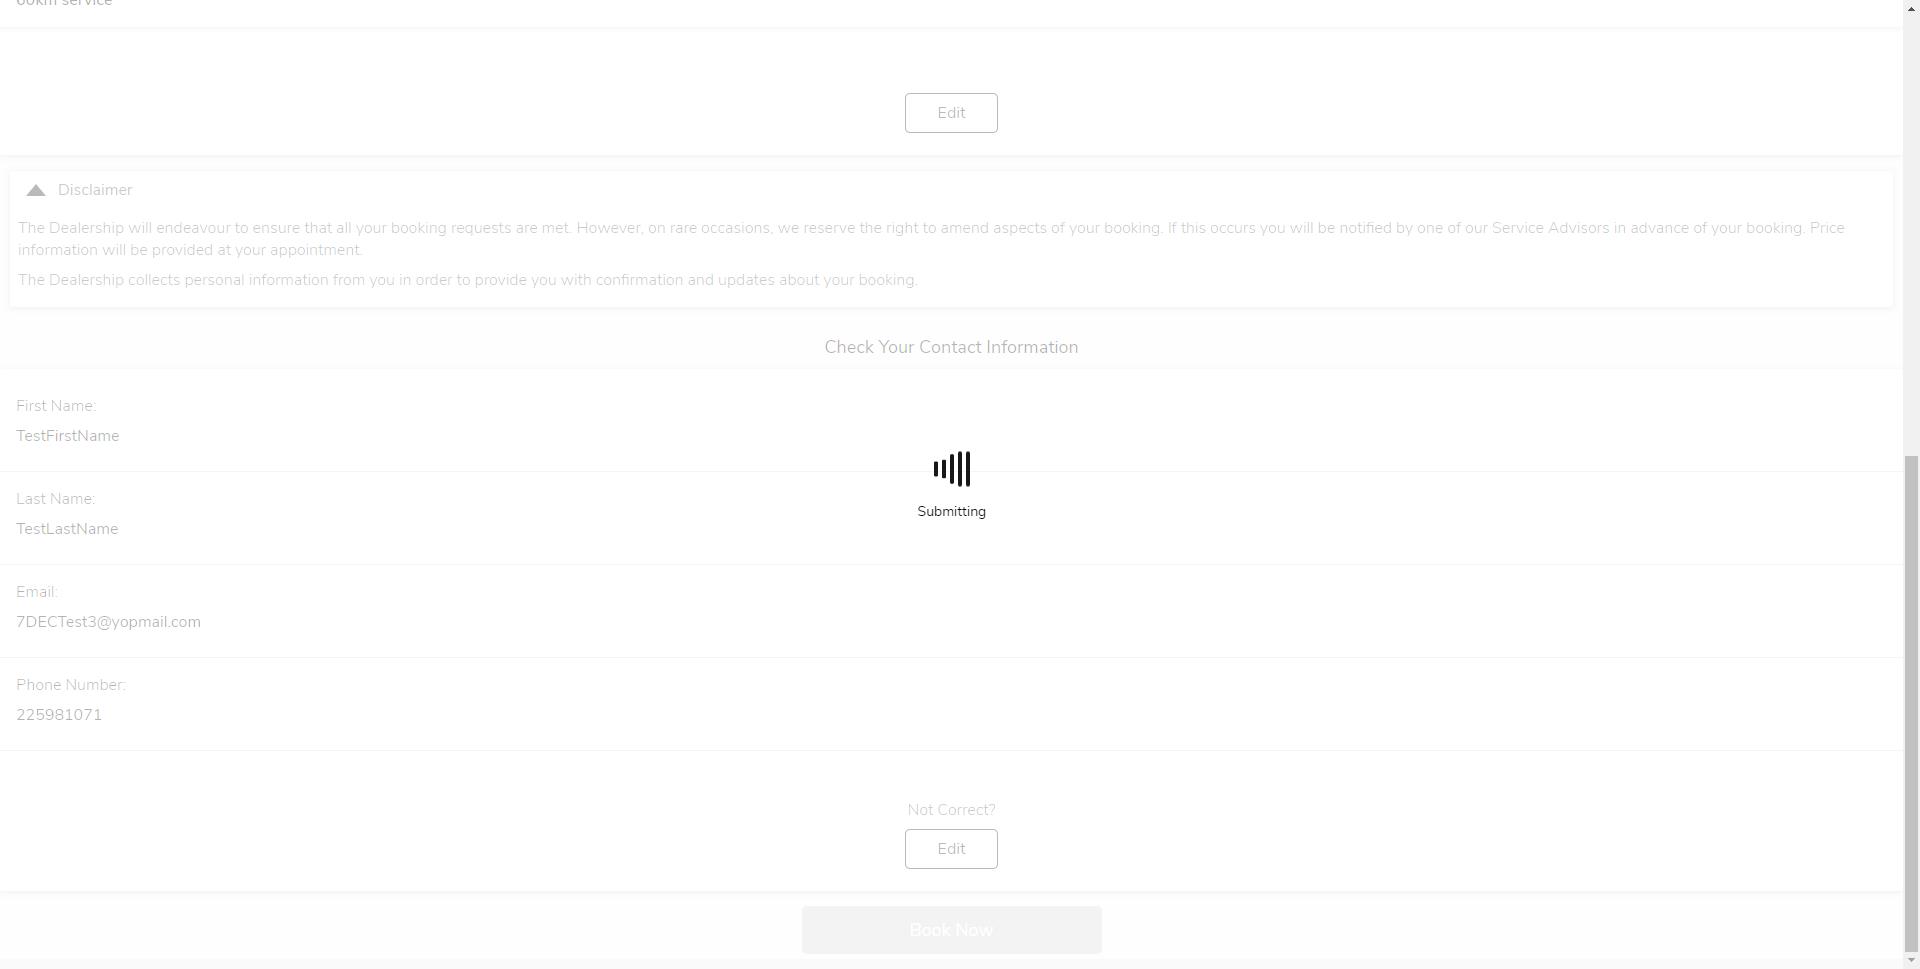 service
Edit
Disclaimer
The Dealership will endeavour to ensure that all your booking requests are met. However, on rare occasions, we reserve the right to amend aspects of your booking. If this occurs you will be notified by one of our Service Advisors in advance of your booking. Price
information will be provided at your appointment.
The Dealership collects personal information from you in order to provide you with confirmation and updates about your booking.
Check Your Contact Information
First Name:
TestFirstName
Last Name:
TestLastName
Submitting
Email:
7DECTest3@yopmail.com
Phone Number:
225981071
Not Correct?
Edit
Book Now